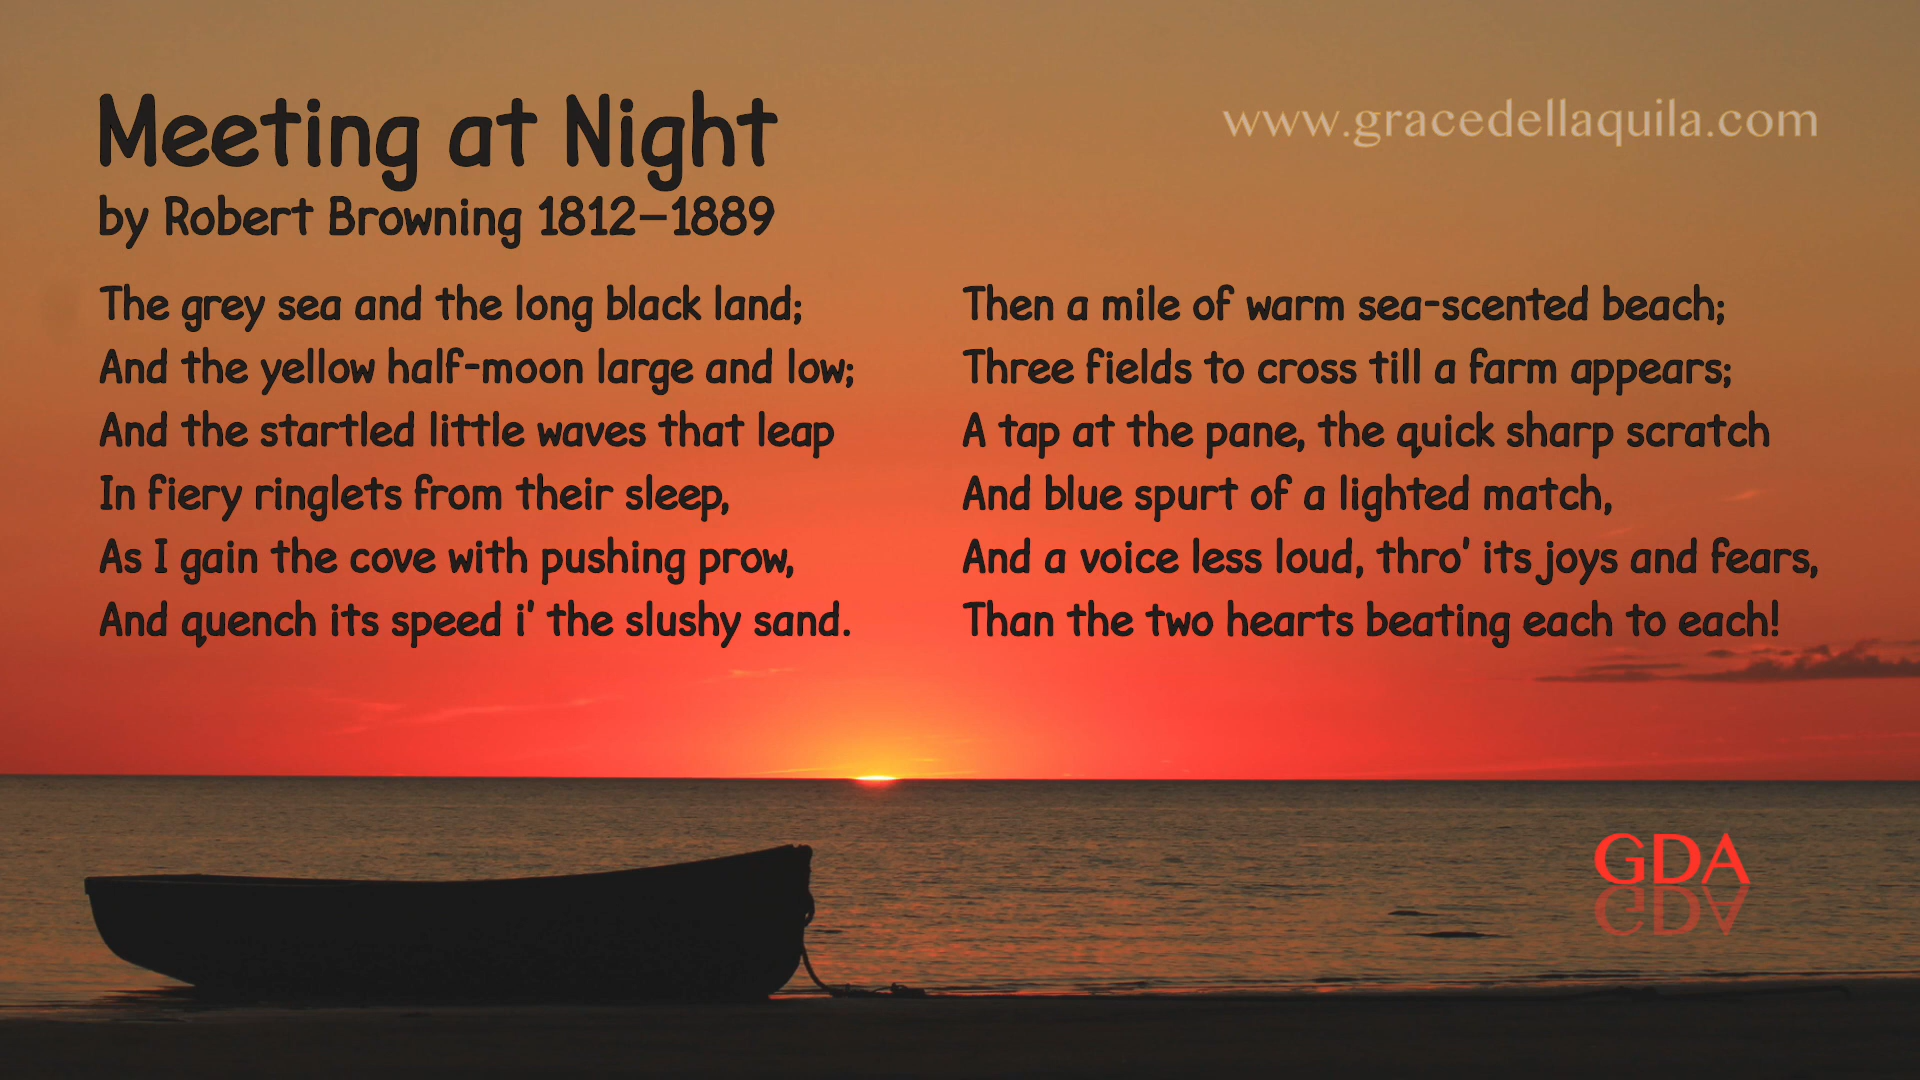 Meeting at Night
by Robert Browning 1812–1889
www.gracedellaquila.com
The grey sea and the long black land;
And the yellow half-moon large and low;
And the startled little waves that leap
In fiery ringlets from their sleep,
As I gain the cove with pushing prow,
And quench its speed i' the slushy sand.
Then a mile of warm sea-scented beach;
Three fields to cross till a farm appears;
A tap at the pane, the quick sharp scratch
And blue spurt of a lighted match,
And a voice less loud, thro' its joys and fears,
Than the two hearts beating each to each!
GDA